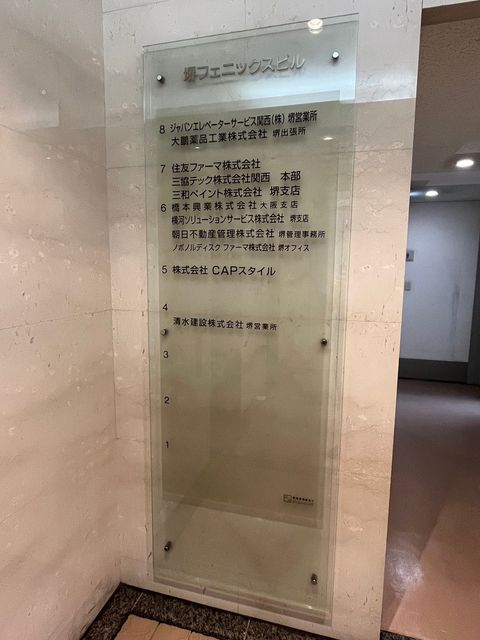 堺フェニックスビル
8 ジャパンエレベーターサービス関西(株) 堺営業所
大鵬薬品工業株式会社 堺出張所
7 住友ファーマ株式会社
三協テック株式会社関西 本部
三和ペイント株式会社 堺支店
6 橋本興業株式会社 大阪支店
横河ソリューションサービス株式会社 堺支店
朝日不動産管理株式会社 堺管理事務所
ノボノルディスク ファーマ株式会社 堺オフィス
5 株式会社 CAPスタイル
4
清水建設株式会社 堺営業所
3
2
1